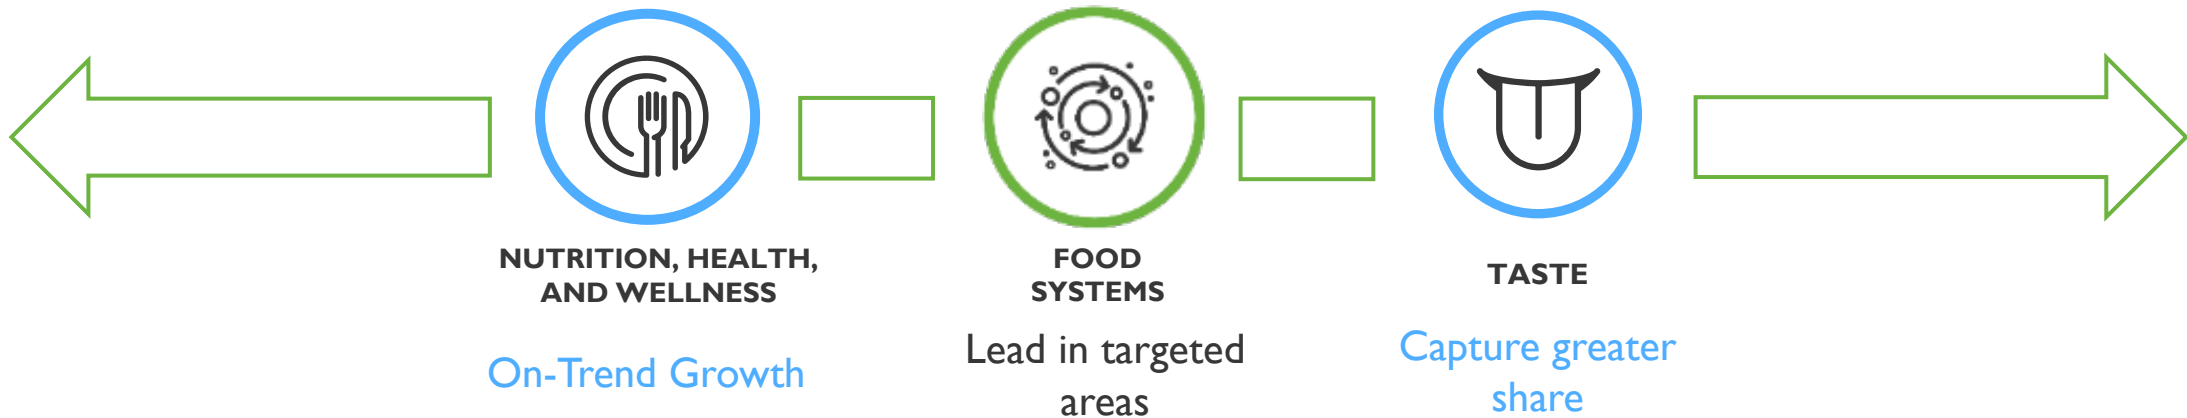 NUTRITION, HEALTH,
AND WELLNESS
On-Trend Growth
FOOD
SYSTEMS
Lead in targeted
areas
TASTE
Capture greater
share